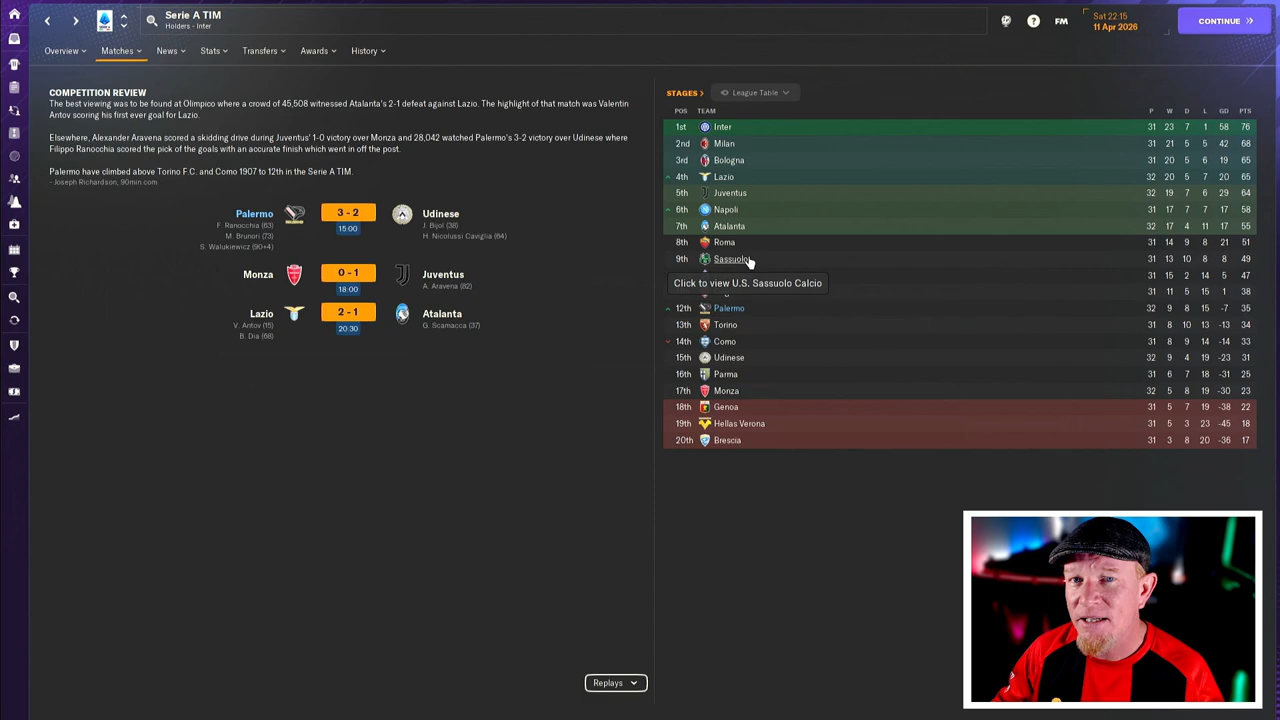 Serie A TIM
Holders - Inter
FM
Sat 22:15
11 Apr 2026
CONTINUE
Overview
Matches
News
Stats
Transfers
Awards
History
COMPETITION REVIEW
The best viewing was to be found at Olimpico where a crowd of 45,508 witnessed Atalanta's 2-1 defeat against Lazio. The highlight of that match was Valentin
Antov scoring his first ever goal for Lazio.
Elsewhere, Alexander Aravena scored a skidding drive during Juventus' 1-0 victory over Monza and 28,042 watched Palermo's 3-2 victory over Udinese where
Filippo Ranocchia scored the pick of the goals with an accurate finish which went in off the post.
Palermo have climbed above Torino F.C. and Como 1907 to 12th in the Serie A TIM.
- Joseph Richardson, 90min.com
Palermo 3 - 2 Udinese
F. Ranocchia (63) 15:00 J. Bijol (38)
M. Brunori (73) H. Nicolussi Caviglia (64)
S. Walukiewicz (90+4)
Monza 0 - 1 Juventus
18:00 A. Aravena (82)
Lazio 2 - 1 Atalanta
V. Antov (15) 20:30 G. Scamacca (37)
B. Dia (68)
Replays
STAGES League Table
POS TEAM P W D L GD PTS
1st Inter 31 23 7 1 58 76
2nd Milan 31 21 5 5 42 68
3rd Bologna 31 20 5 6 19 65
4th Lazio 32 20 5 7 20 65
5th Juventus 32 19 7 6 29 64
6th Napoli 31 17 7 7 17 58
7th Atalanta 32 17 4 11 17 55
8th Roma 31 14 9 8 21 51
9th Sassuolo 31 13 10 8 8 49
31 15 2 14 5 47
Click to view U.S. Sassuolo Calcio
31 11 5 15 1 38
12th Palermo 32 9 8 15 -7 35
13th Torino 31 8 10 13 -13 34
14th Como 31 8 9 14 -14 33
15th Udinese 32 9 4 19 -23 31
16th Parma 31 6 7 18 -31 25
17th Monza 32 5 8 19 -30 23
18th Genoa 31 5 7 19 -38 22
19th Hellas Verona 31 5 3 23 -45 18
20th Brescia 31 3 8 20 -36 17